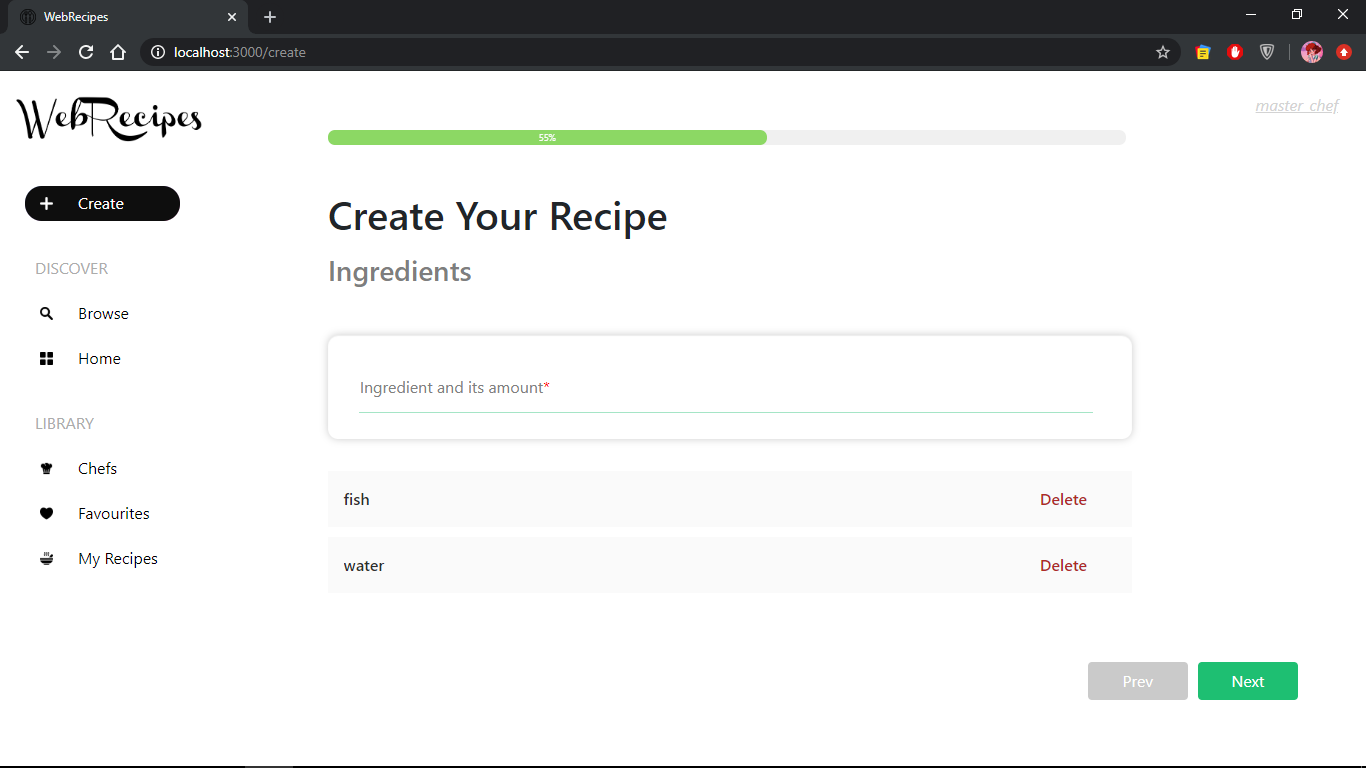 WebRecipes
localhost:3000/create
WebRecipes
master_chef
55%
Create
Create Your Recipe
Ingredients
DISCOVER
Browse
Home
LIBRARY
Chefs
Favourites
My Recipes
Ingredient and its amount*
fish Delete
water Delete
Prev Next